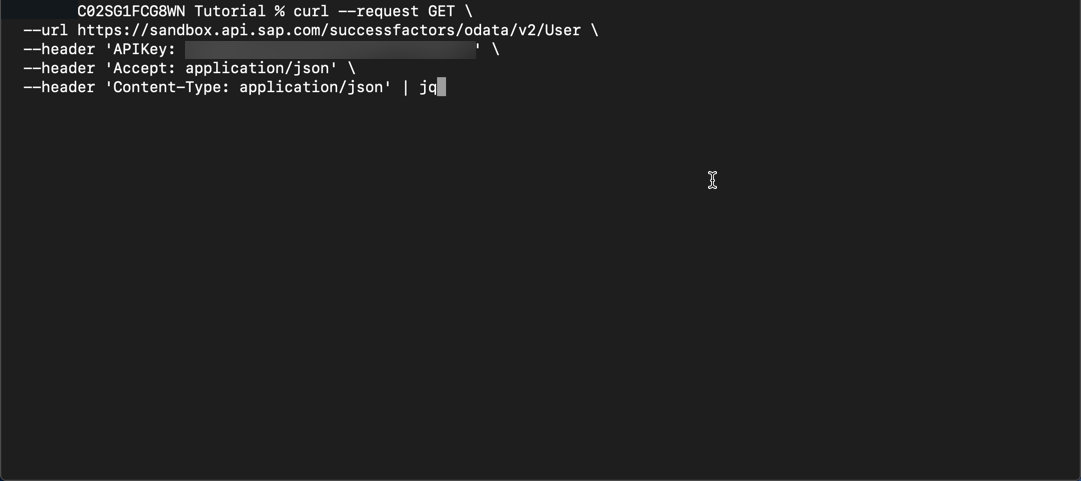 C02SG1FCG8WN Tutorial % curl --request GET \
--url https://sandbox.api.sap.com/successfactors/odata/v2/User \
--header 'APIKey: ' \
--header 'Accept: application/json' \
--header 'Content-Type: application/json' | jq